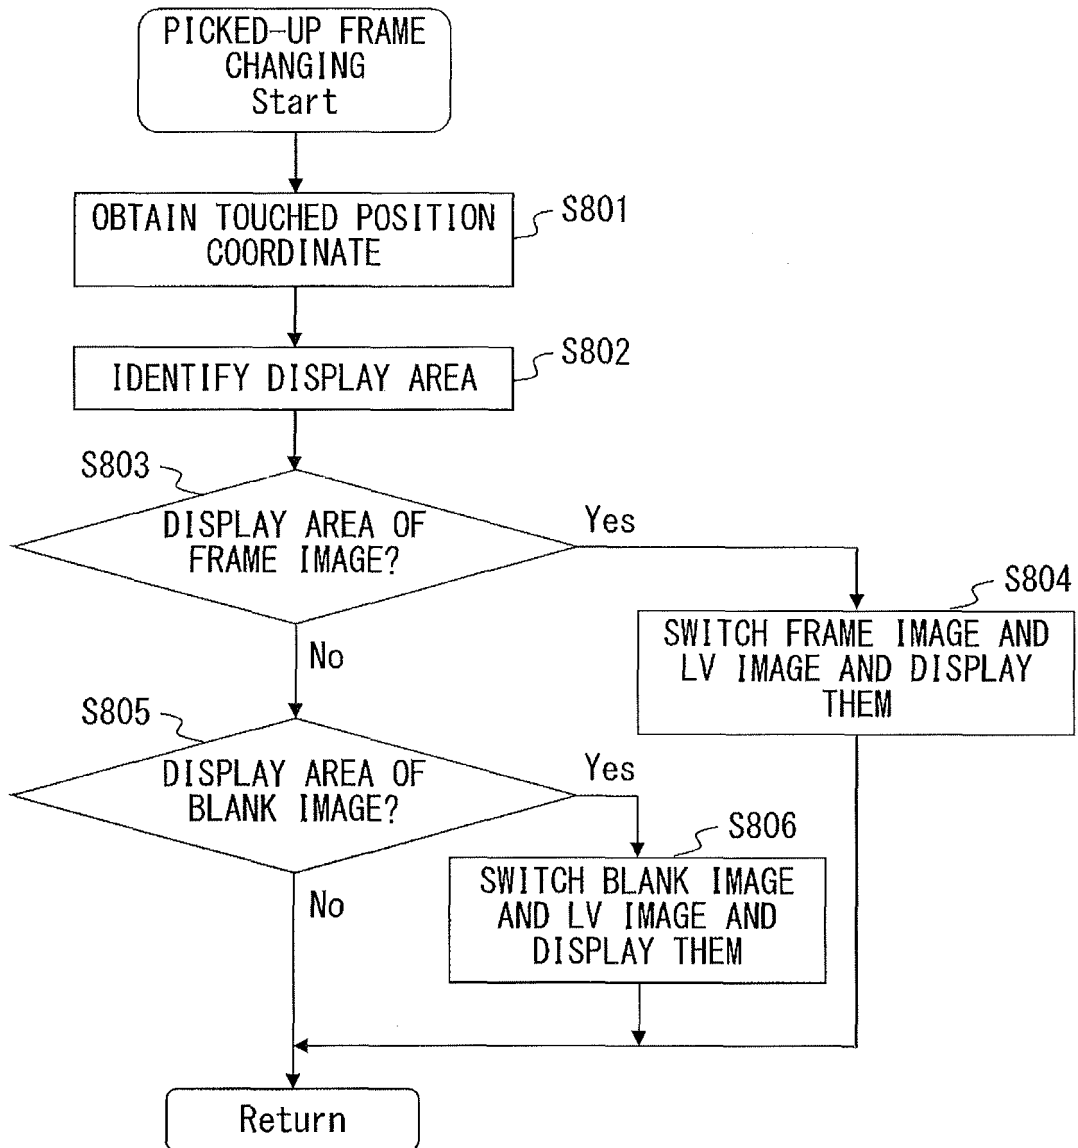 PICKED-UP FRAME
CHANGING
Start
OBTAIN TOUCHED POSITION
COORDINATE
S801
IDENTIFY DISPLAY AREA
S802
S803
DISPLAY AREA OF
FRAME IMAGE?
Yes
No
S804
SWITCH FRAME IMAGE AND
LV IMAGE AND DISPLAY
THEM
S805
DISPLAY AREA OF
BLANK IMAGE?
Yes
No
S806
SWITCH BLANK IMAGE
AND LV IMAGE AND
DISPLAY THEM
Return